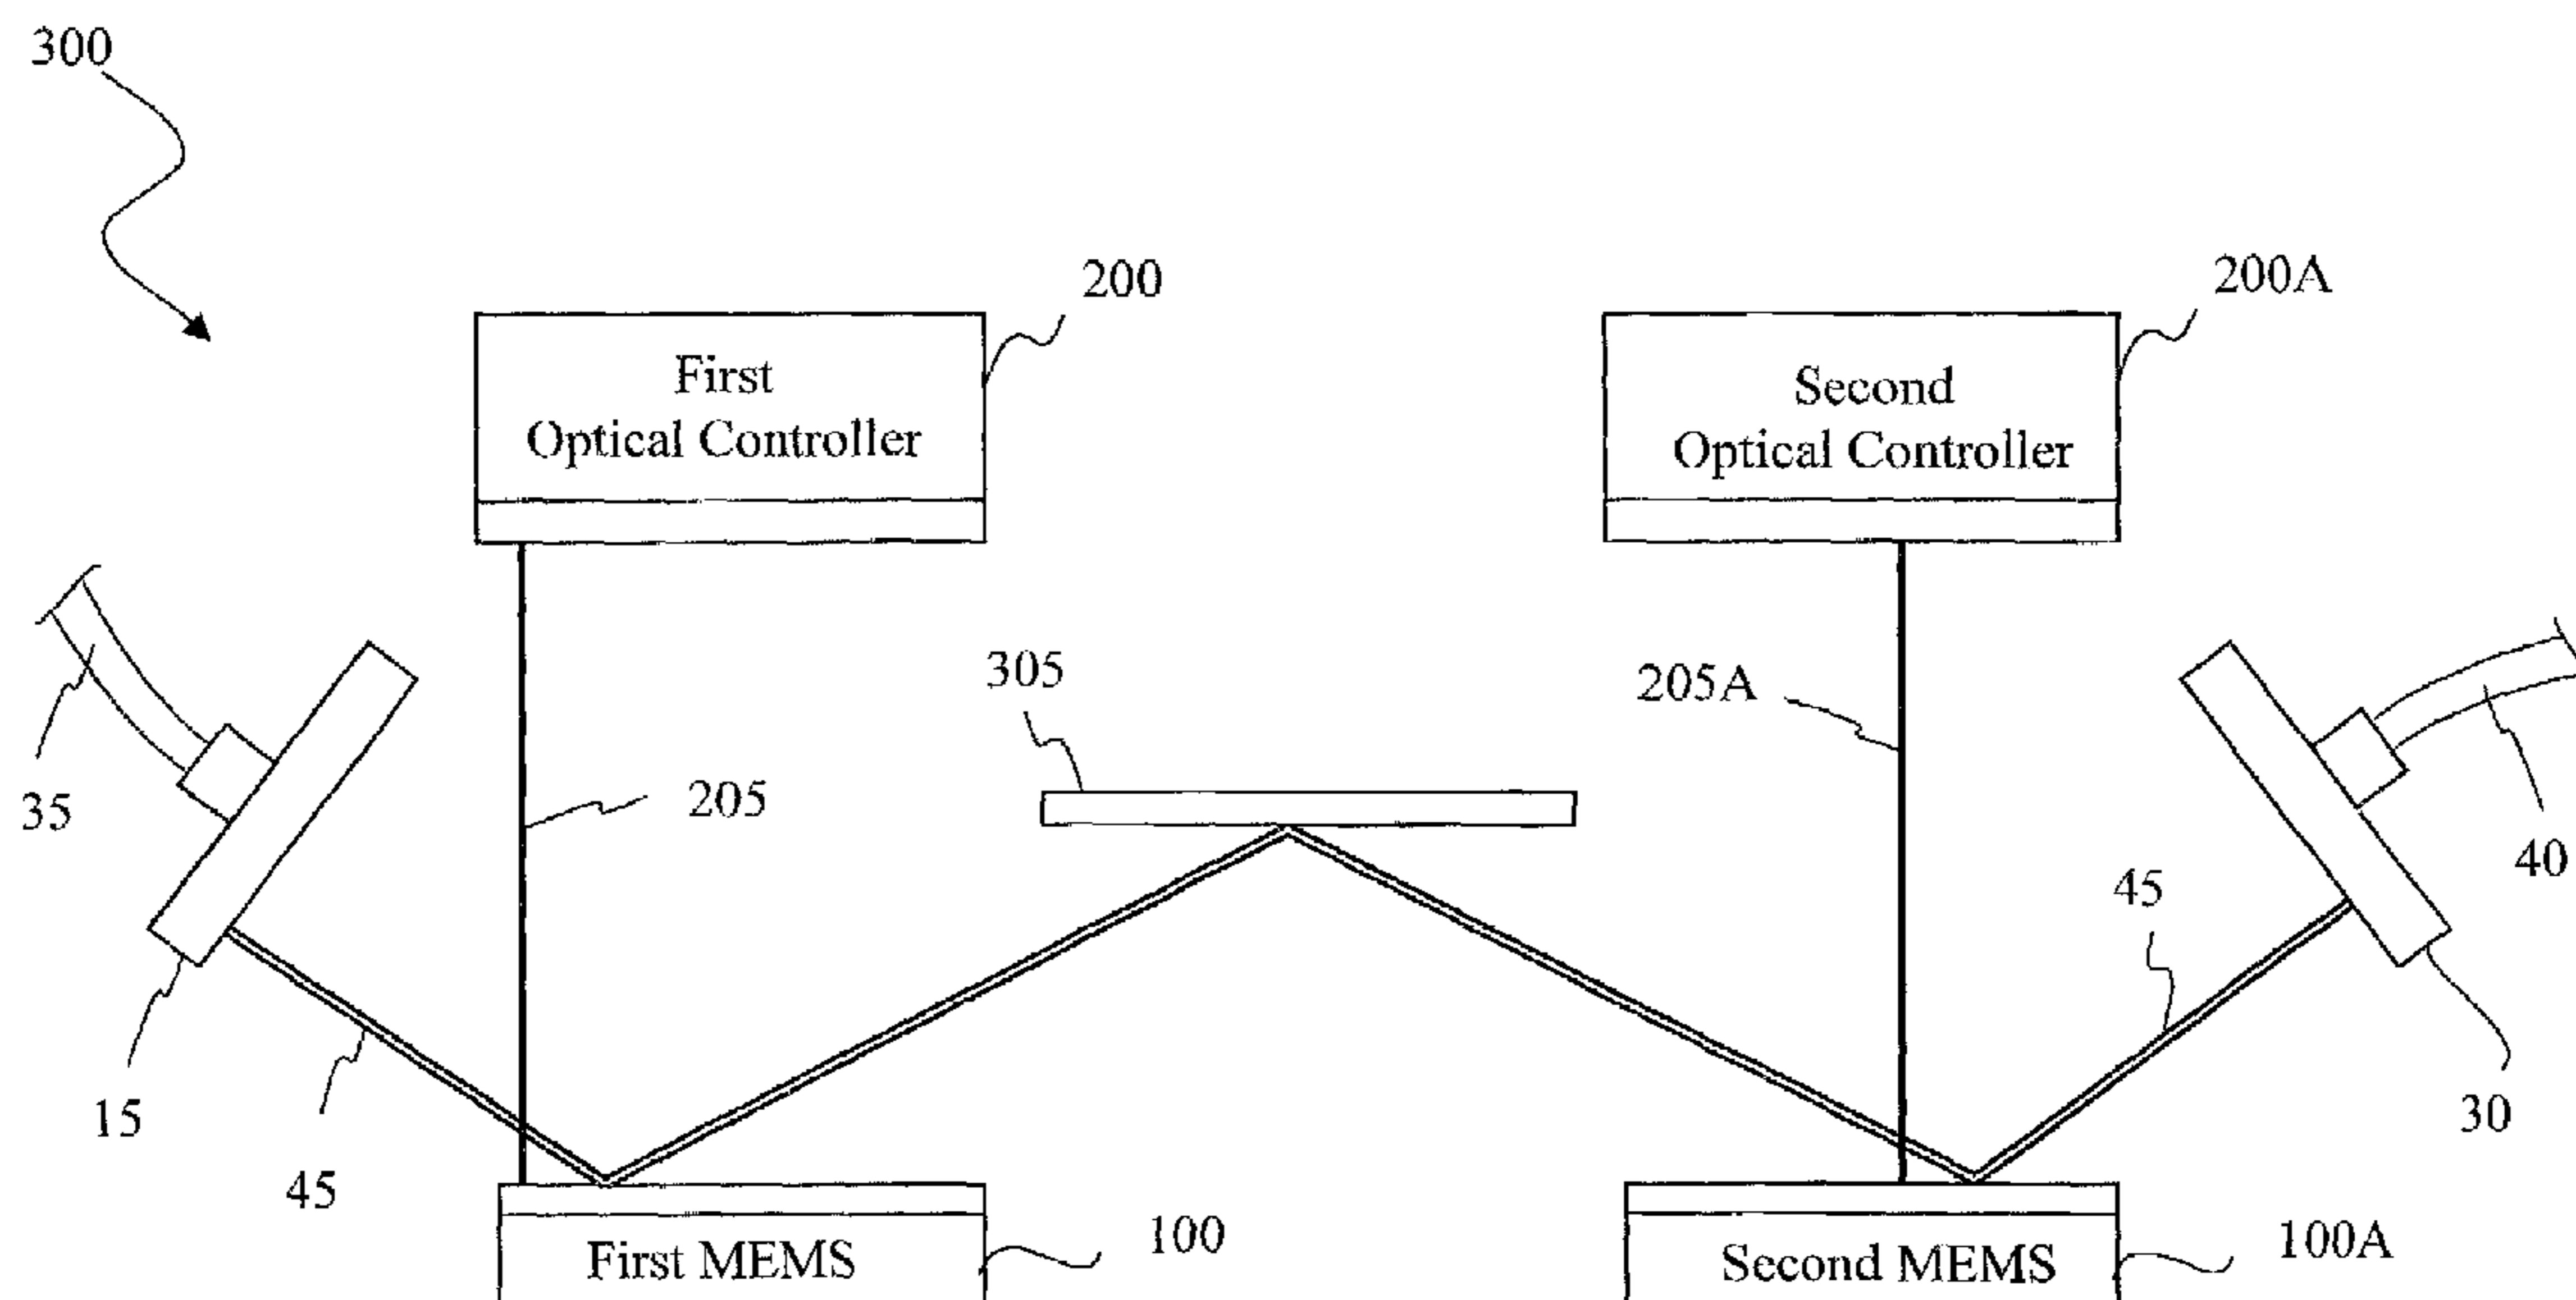 300
200
200A
First
Optical Controller
Second
Optical Controller
305
205A
35
205
40
45
15
45
30
100
100A
First MEMS
Second MEMS